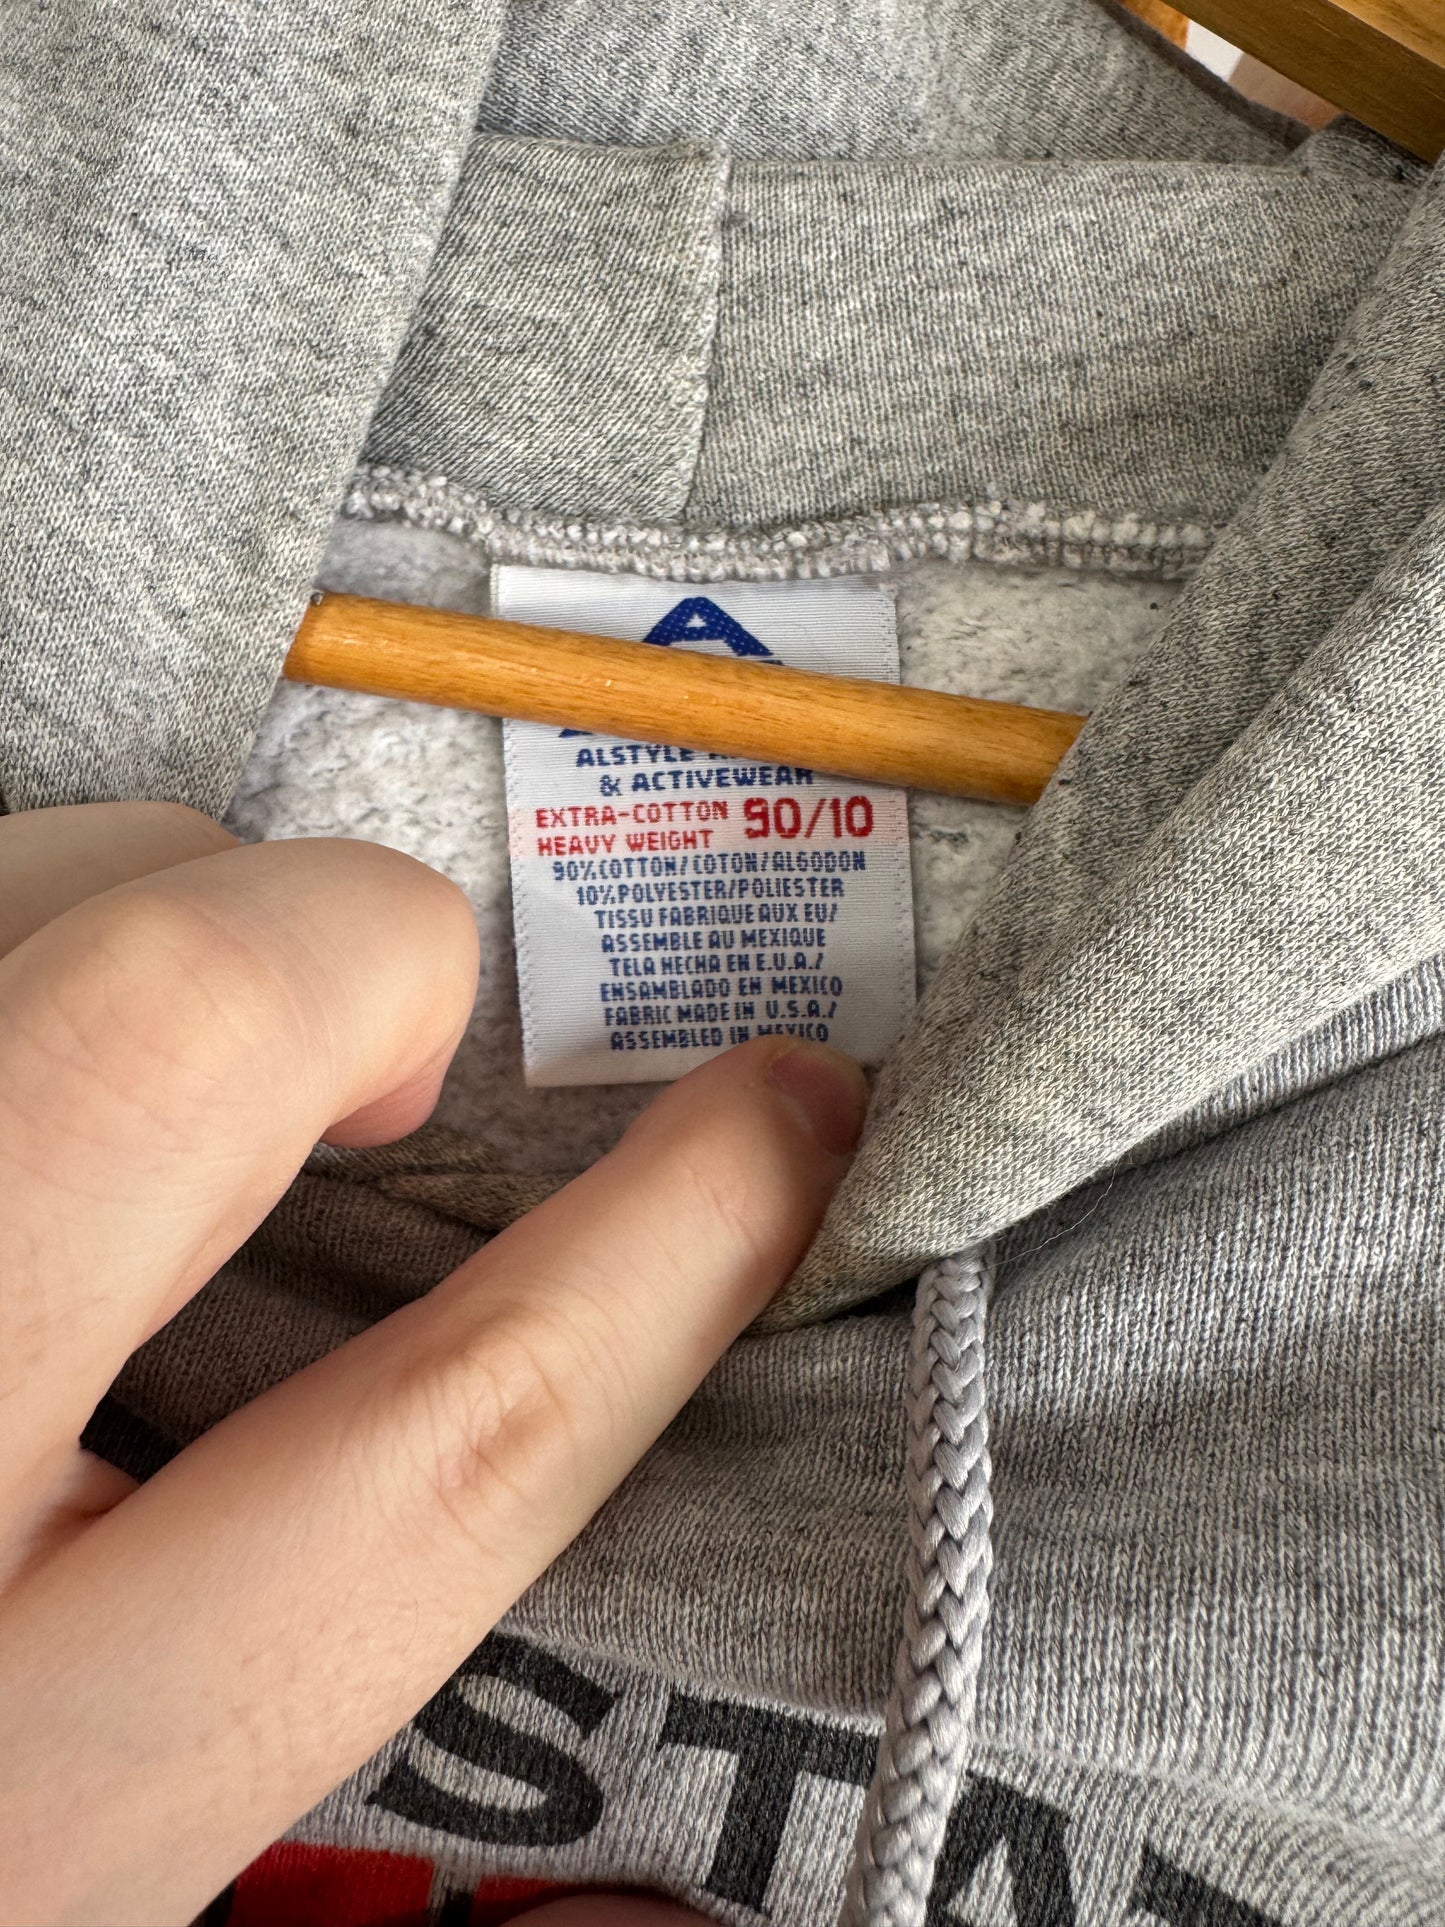 A
ALSTYLE
& ACTIVEWEAR
EXTRA-COTTON 90/10
HEAVY WEIGHT
90% COTTON/COTON/ALGODON
10% POLYESTER/POLIESTER
TISSU FABRIQUE AUX EU/
ASSEMBLE AU MEXIQUE
TELA HECHA EN E.U.A./
ENSAMBLADO EN MEXICO
FABRIC MADE IN U.S.A./
ASSEMBLED IN MEXICO
STA